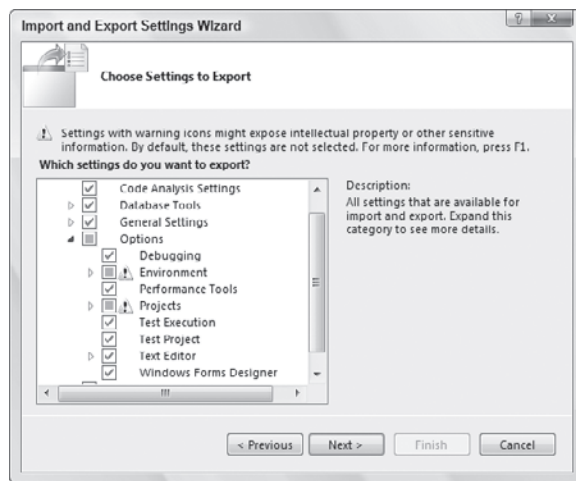 Import and Export Settings Wizard
Choose Settings to Export
Settings with warning icons might expose intellectual property or other sensitive
information. By default, these settings are not selected. For more information, press F1.
Which settings do you want to export?
Code Analysis Settings
Database Tools
General Settings
Options
Debugging
Environment
Performance Tools
Projects
Test Execution
Test Project
Text Editor
Windows Forms Designer
Description:
All settings that are available for
import and export. Expand this
category to see more details.
< Previous
Next >
Finish
Cancel